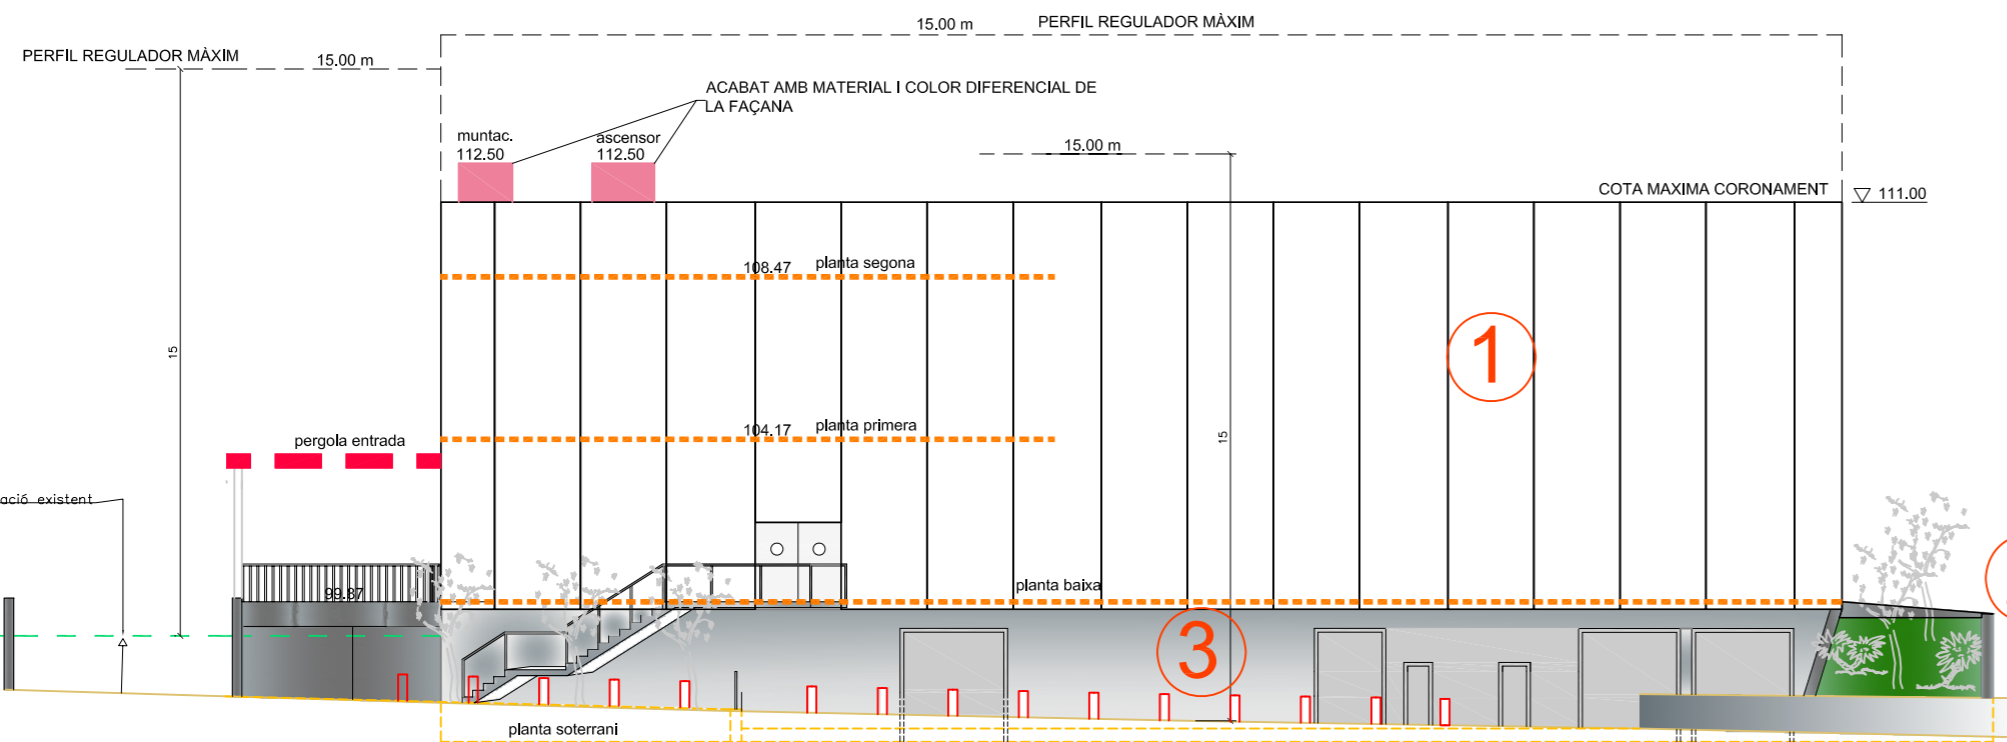 15.00 m
PERFIL REGULADOR MÀXIM
PERFIL REGULADOR MÀXIM
15.00 m
ACABAT AMB MATERIAL I COLOR DIFERENCIAL DE
LA FAÇANA
muntac.
112.50
ascensor
112.50
15.00 m
COTA MAXIMA CORONAMENT
111.00
108.47
planta segona
15
1
104.17
planta primera
15
pergola entrada
ació existent
99.87
planta baixa
3
planta soterrani